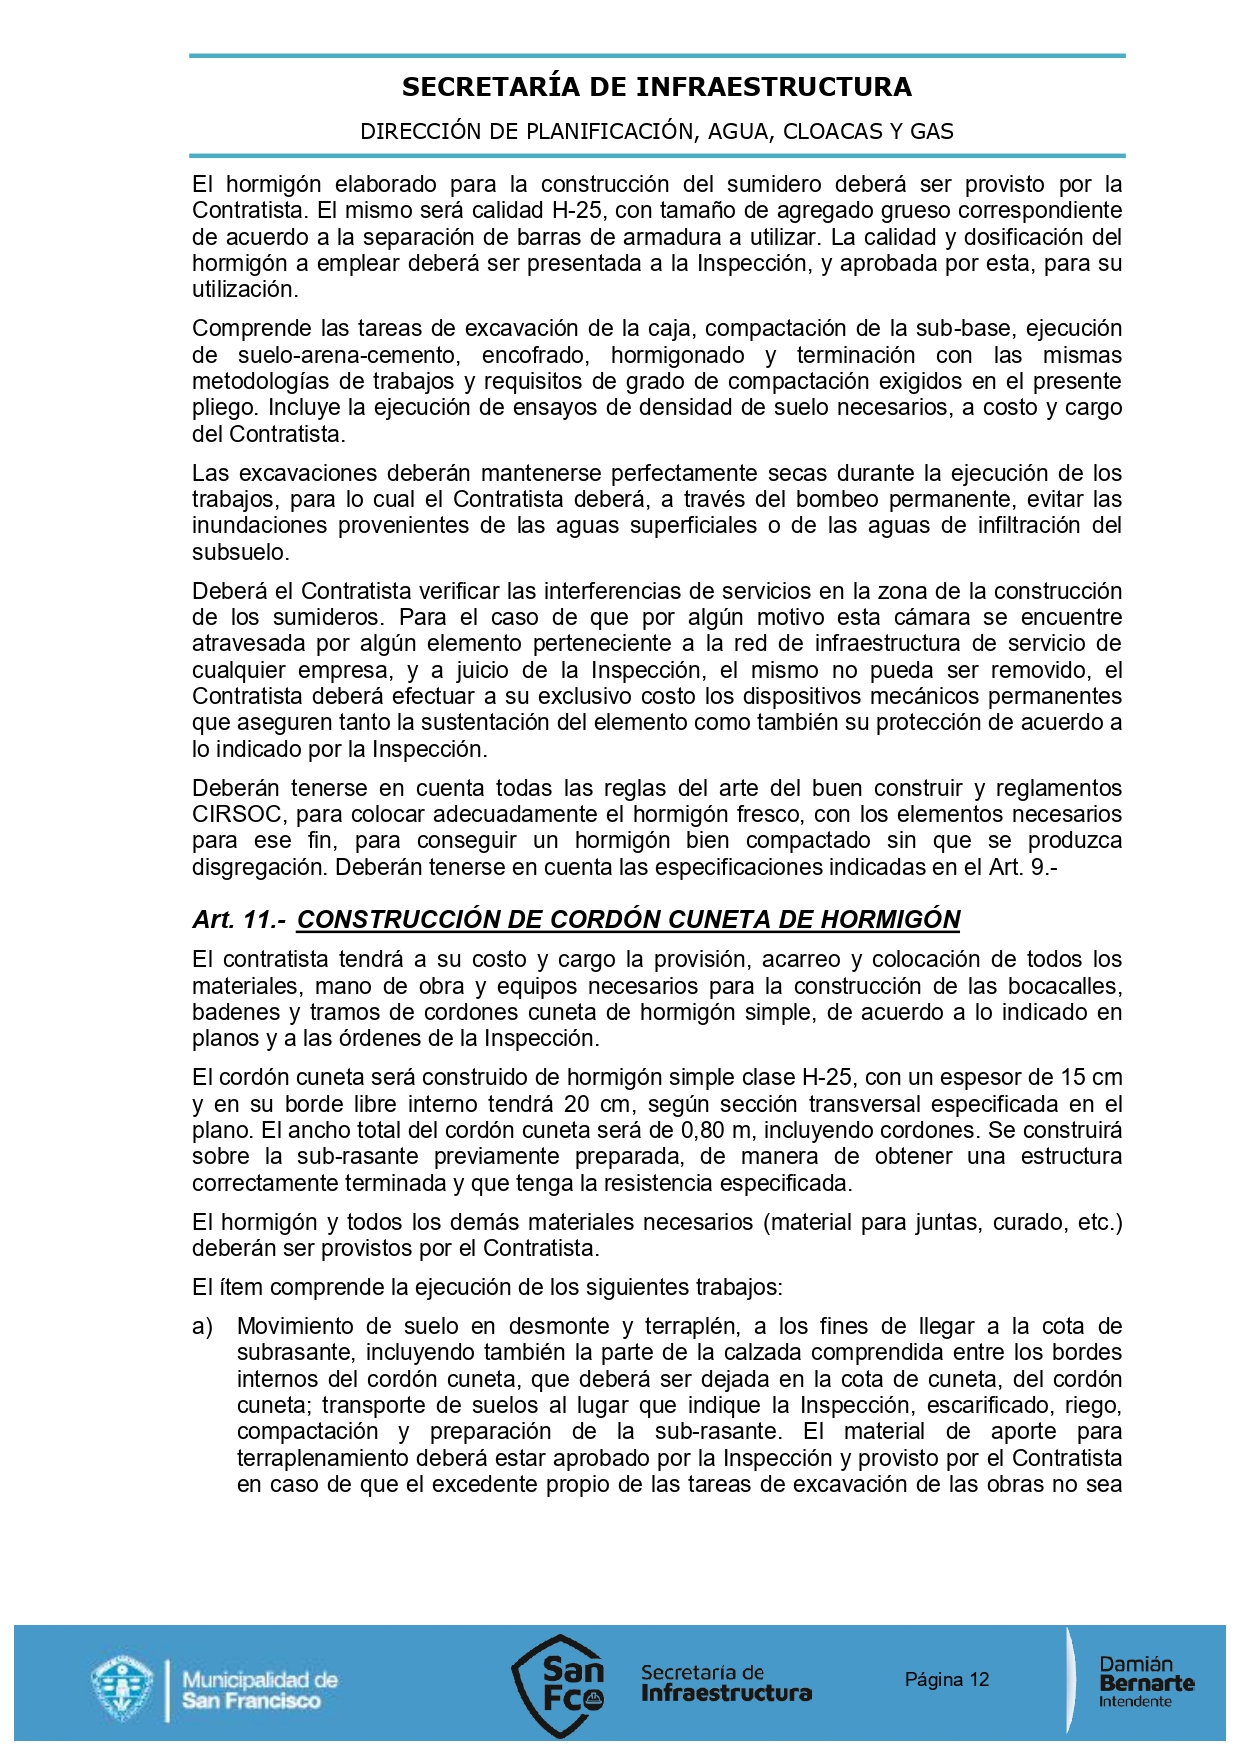 SECRETARÍA DE INFRAESTRUCTURA
DIRECCIÓN DE PLANIFICACIÓN, AGUA, CLOACAS Y GAS
El hormigón elaborado para la construcción del sumidero deberá ser provisto por la
Contratista. El mismo será calidad H-25, con tamaño de agregado grueso correspondiente
de acuerdo a la separación de barras de armadura a utilizar. La calidad y dosificación del
hormigón a emplear deberá ser presentada a la Inspección, y aprobada por esta, para su
utilización.
Comprende las tareas de excavación de la caja, compactación de la sub-base, ejecución
de suelo-arena-cemento, encofrado, hormigonado y terminación con las mismas
metodologías de trabajos y requisitos de grado de compactación exigidos en el presente
pliego. Incluye la ejecución de ensayos de densidad de suelo necesarios, a costo y cargo
del Contratista.
Las excavaciones deberán mantenerse perfectamente secas durante la ejecución de los
trabajos, para lo cual el Contratista deberá, a través del bombeo permanente, evitar las
inundaciones provenientes de las aguas superficiales o de las aguas de infiltración del
subsuelo.
Deberá el Contratista verificar las interferencias de servicios en la zona de la construcción
de los sumideros. Para el caso de que por algún motivo esta cámara se encuentre
atravesada por algún elemento perteneciente a la red de infraestructura de servicio de
cualquier empresa, y a juicio de la Inspección, el mismo no pueda ser removido, el
Contratista deberá efectuar a su exclusivo costo los dispositivos mecánicos permanentes
que aseguren tanto la sustentación del elemento como también su protección de acuerdo a
lo indicado por la Inspección.
Deberán tenerse en cuenta todas las reglas del arte del buen construir y reglamentos
CIRSOC, para colocar adecuadamente el hormigón fresco, con los elementos necesarios
para ese fin, para conseguir un hormigón bien compactado sin que se produzca
disgregación. Deberán tenerse en cuenta las especificaciones indicadas en el Art. 9.-
Art. 11.- CONSTRUCCIÓN DE CORDÓN CUNETA DE HORMIGÓN
El contratista tendrá a su costo y cargo la provisión, acarreo y colocación de todos los
materiales, mano de obra y equipos necesarios para la construcción de las bocacalles,
badenes y tramos de cordones cuneta de hormigón simple, de acuerdo a lo indicado en
planos y a las órdenes de la Inspección.
El cordón cuneta será construido de hormigón simple clase H-25, con un espesor de 15 cm
y en su borde libre interno tendrá 20 cm, según sección transversal especificada en el
plano. El ancho total del cordón cuneta será de 0,80 m, incluyendo cordones. Se construirá
sobre la sub-rasante previamente preparada, de manera de obtener una estructura
correctamente terminada y que tenga la resistencia especificada.
El hormigón y todos los demás materiales necesarios (material para juntas, curado, etc.)
deberán ser provistos por el Contratista.
El ítem comprende la ejecución de los siguientes trabajos:
a) Movimiento de suelo en desmonte y terraplén, a los fines de llegar a la cota de
subrasante, incluyendo también la parte de la calzada comprendida entre los bordes
internos del cordón cuneta, que deberá ser dejada en la cota de cuneta, del cordón
cuneta; transporte de suelos al lugar que indique la Inspección, escarificado, riego,
compactación y preparación de la sub-rasante. El material de aporte para
terraplenamiento deberá estar aprobado por la Inspección y provisto por el Contratista
en caso de que el excedente propio de las tareas de excavación de las obras no sea
Municipalidad de
San Francisco
San
Fco
Secretaría de
Infraestructura
Página 12
Damián
Bernarte
Intendente